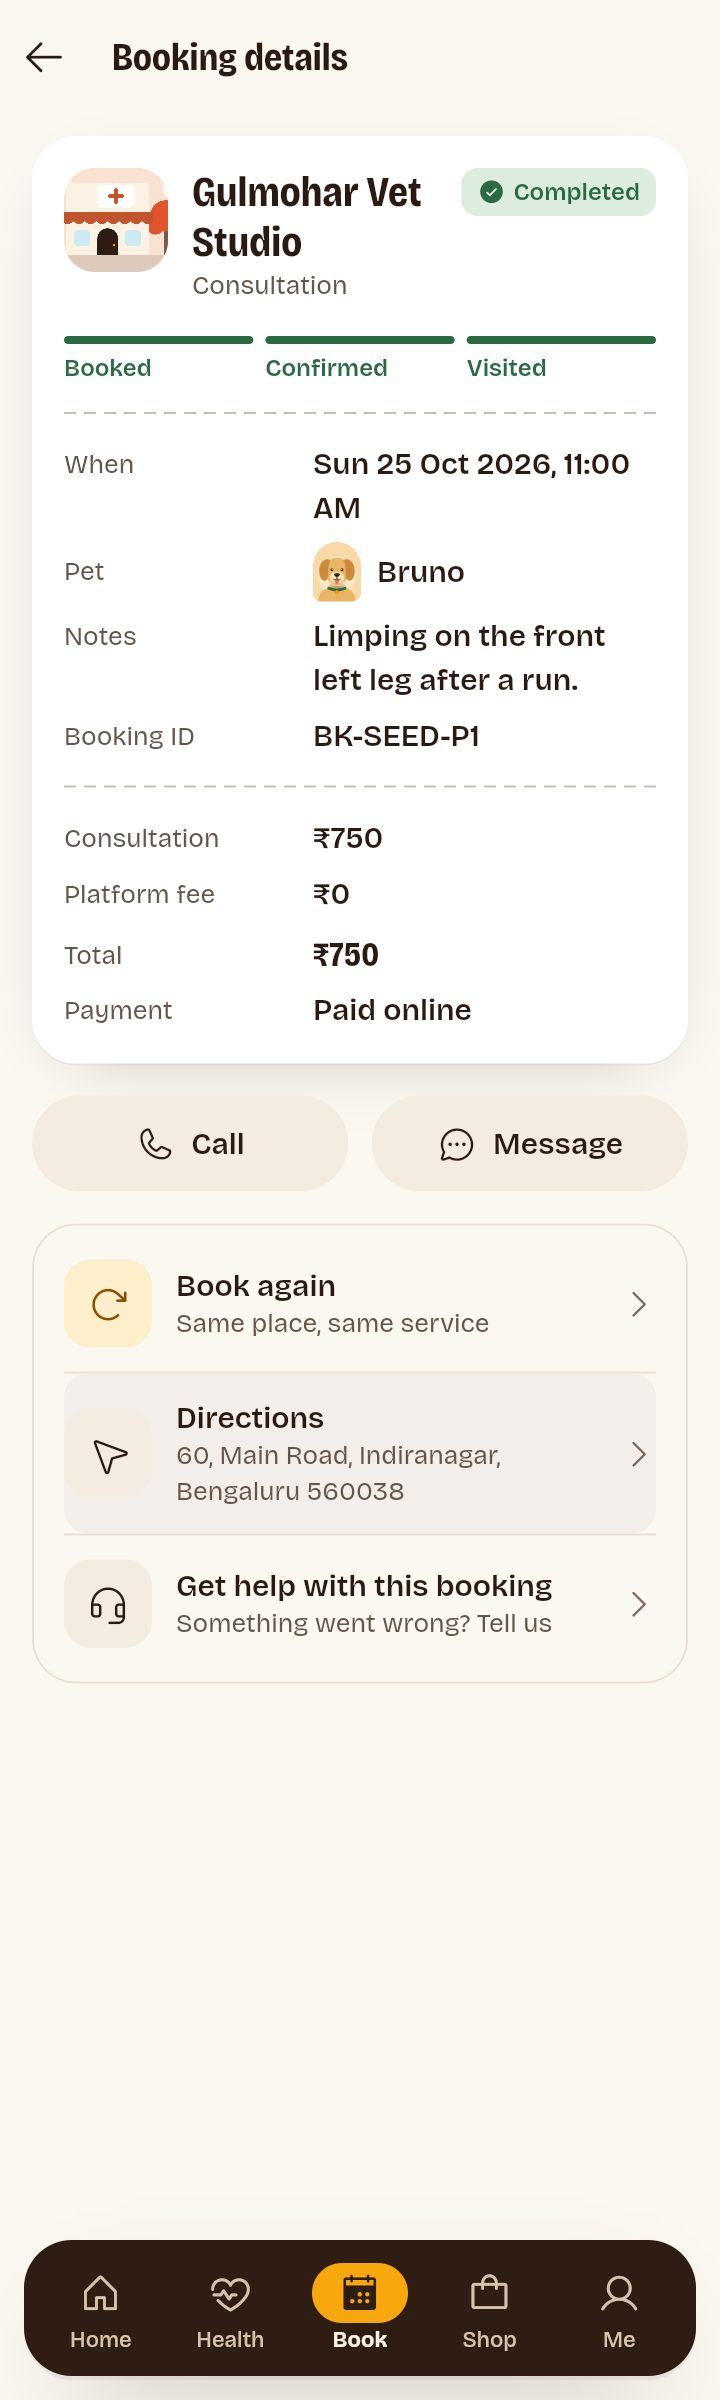 Booking details
Gulmohar Vet
Studio
Completed
Consultation
Booked
Confirmed
Visited
When
Sun 25 Oct 2026, 11:00
AM
Pet
Bruno
Notes
Limping on the front
left leg after a run.
Booking ID
BK-SEED-P1
Consultation
₹750
Platform fee
₹0
Total
₹750
Payment
Paid online
Call
Message
Book again
Same place, same service
Directions
60, Main Road, Indiranagar,
Bengaluru 560038
Get help with this booking
Something went wrong? Tell us
Home
Health
Book
Shop
Me